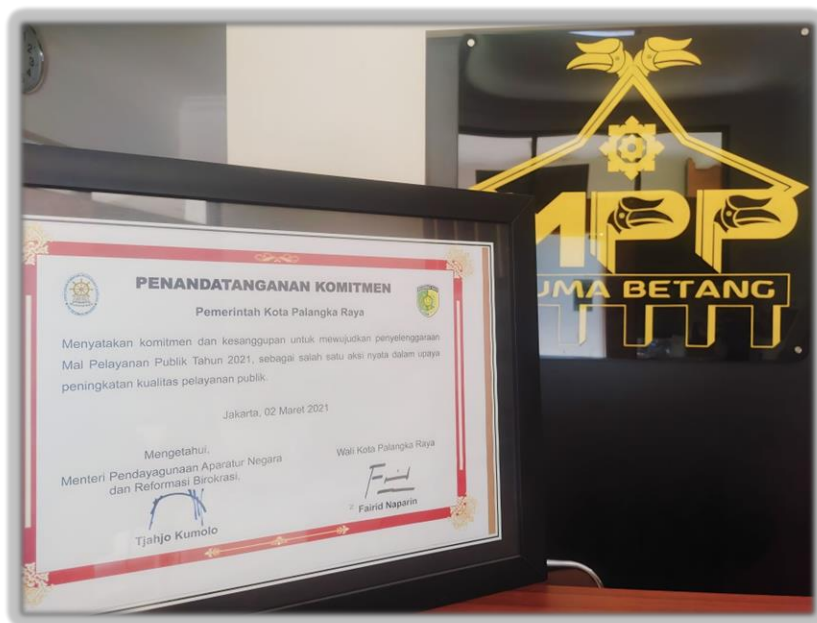 PENANDATANGANAN KOMITMEN
Pemerintah Kota Palangka Raya
Menyatakan komitmen dan kesanggupan untuk mewujudkan penyelenggaraan
Mal Pelayanan Publik Tahun 2021, sebagai salah satu aksi nyata dalam upaya
peningkatan kualitas pelayanan publik.
Jakarta, 02 Maret 2021
Mengetahui,
Menteri Pendayagunaan Aparatur Negara
dan Reformasi Birokrasi,
Tjahjo Kumolo
Wali Kota Palangka Raya
Fairid Naparin
MPP
UMA BETANG